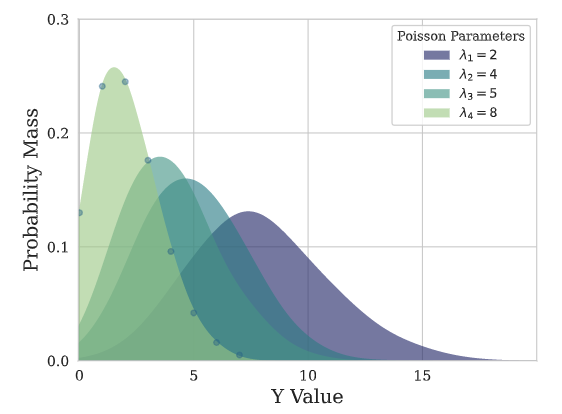 0.3
0.2
0.1
0.0
Probability Mass
0
5
10
15
Y Value
Poisson Parameters
λ₁ = 2
λ₂ = 4
λ₃ = 5
λ₄ = 8